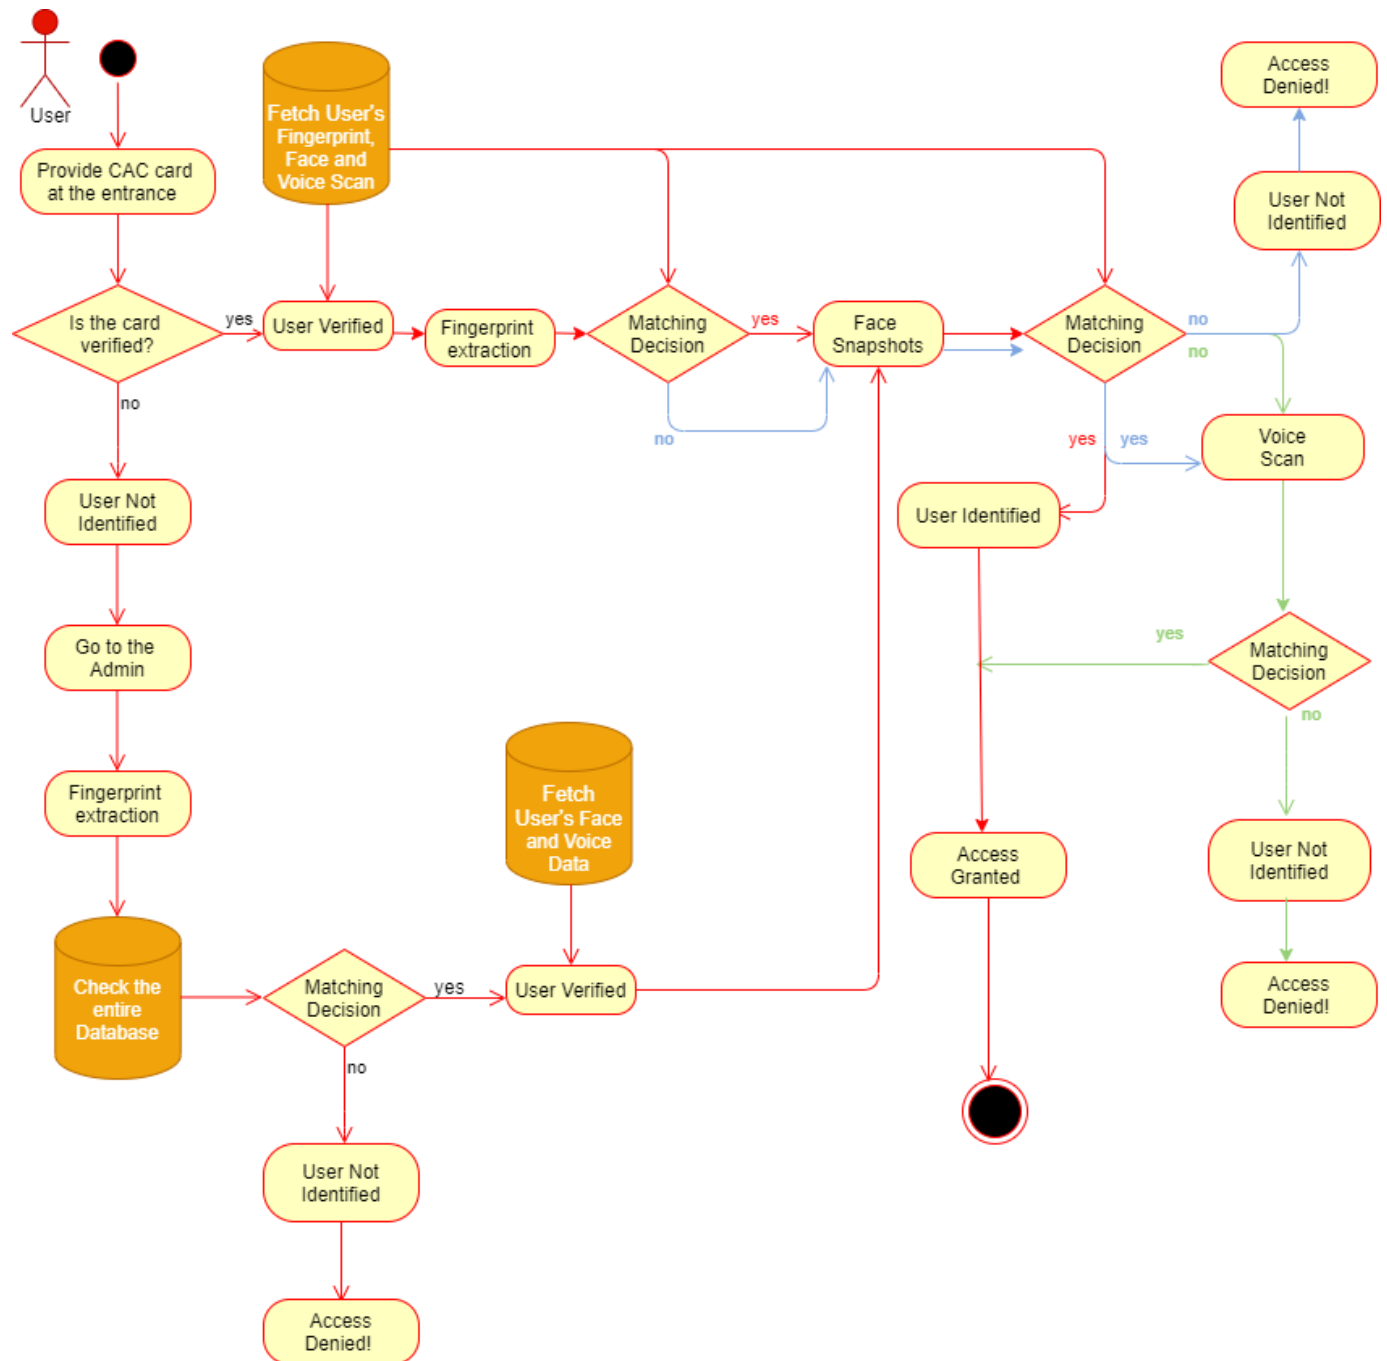 User
Provide CAC card
at the entrance
Is the card
verified?
yes
no
Fetch User's
Fingerprint,
Face and
Voice Scan
User Verified
Fingerprint
extraction
Matching
Decision
yes
no
Face
Snapshots
Matching
Decision
no
no
yes
yes
Access
Denied!
User Not
Identified
Voice
Scan
User Identified
Matching
Decision
yes
no
User Not
Identified
Access
Denied!
Access
Granted
User Not
Identified
Go to the
Admin
Fingerprint
extraction
Check the
entire
Database
Matching
Decision
yes
no
Fetch
User's Face
and Voice
Data
User Verified
User Not
Identified
Access
Denied!